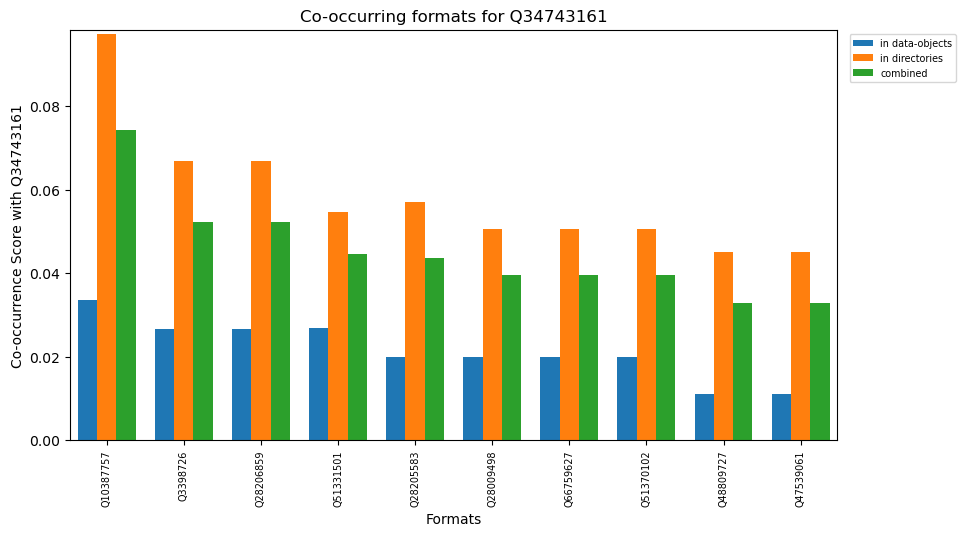 Co-occurring formats for Q34743161
in data-objects
in directories
combined
Co-occurrence Score with Q34743161
0.08
0.06
0.04
0.02
0.00
Q10387757
Q3398726
Q28206859
Q51331501
Q28205583
Q28009498
Q66759627
Q51370102
Q48809727
Q47539061
Formats